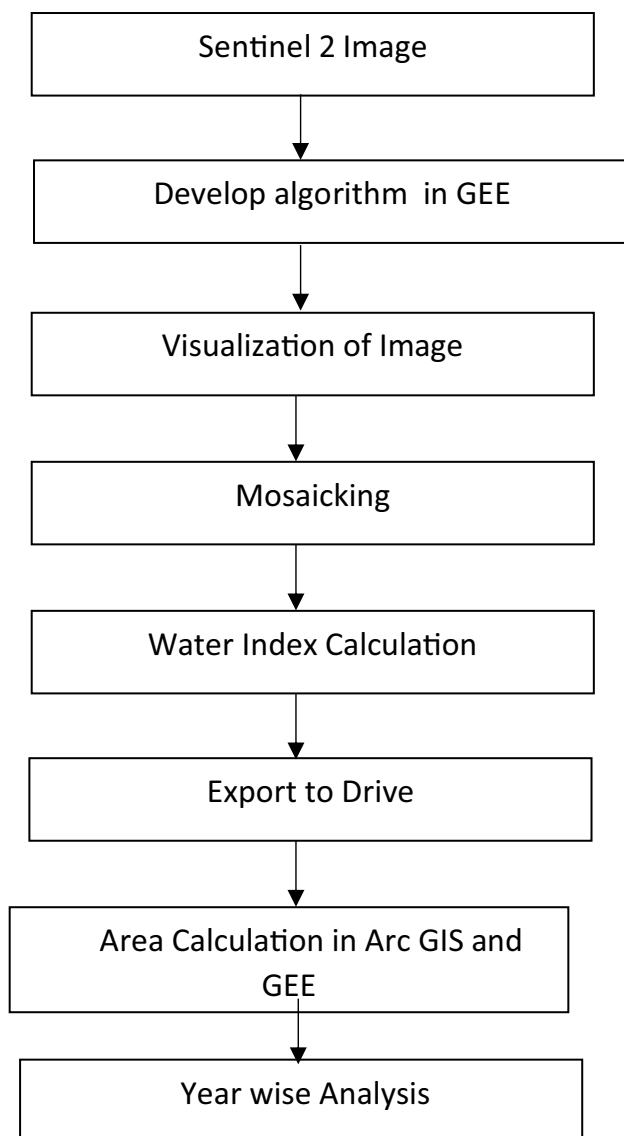 Sentinel 2 Image
Develop algorithm in GEE
Visualization of Image
Mosaicking
Water Index Calculation
Export to Drive
Area Calculation in Arc GIS and
GEE
Year wise Analysis